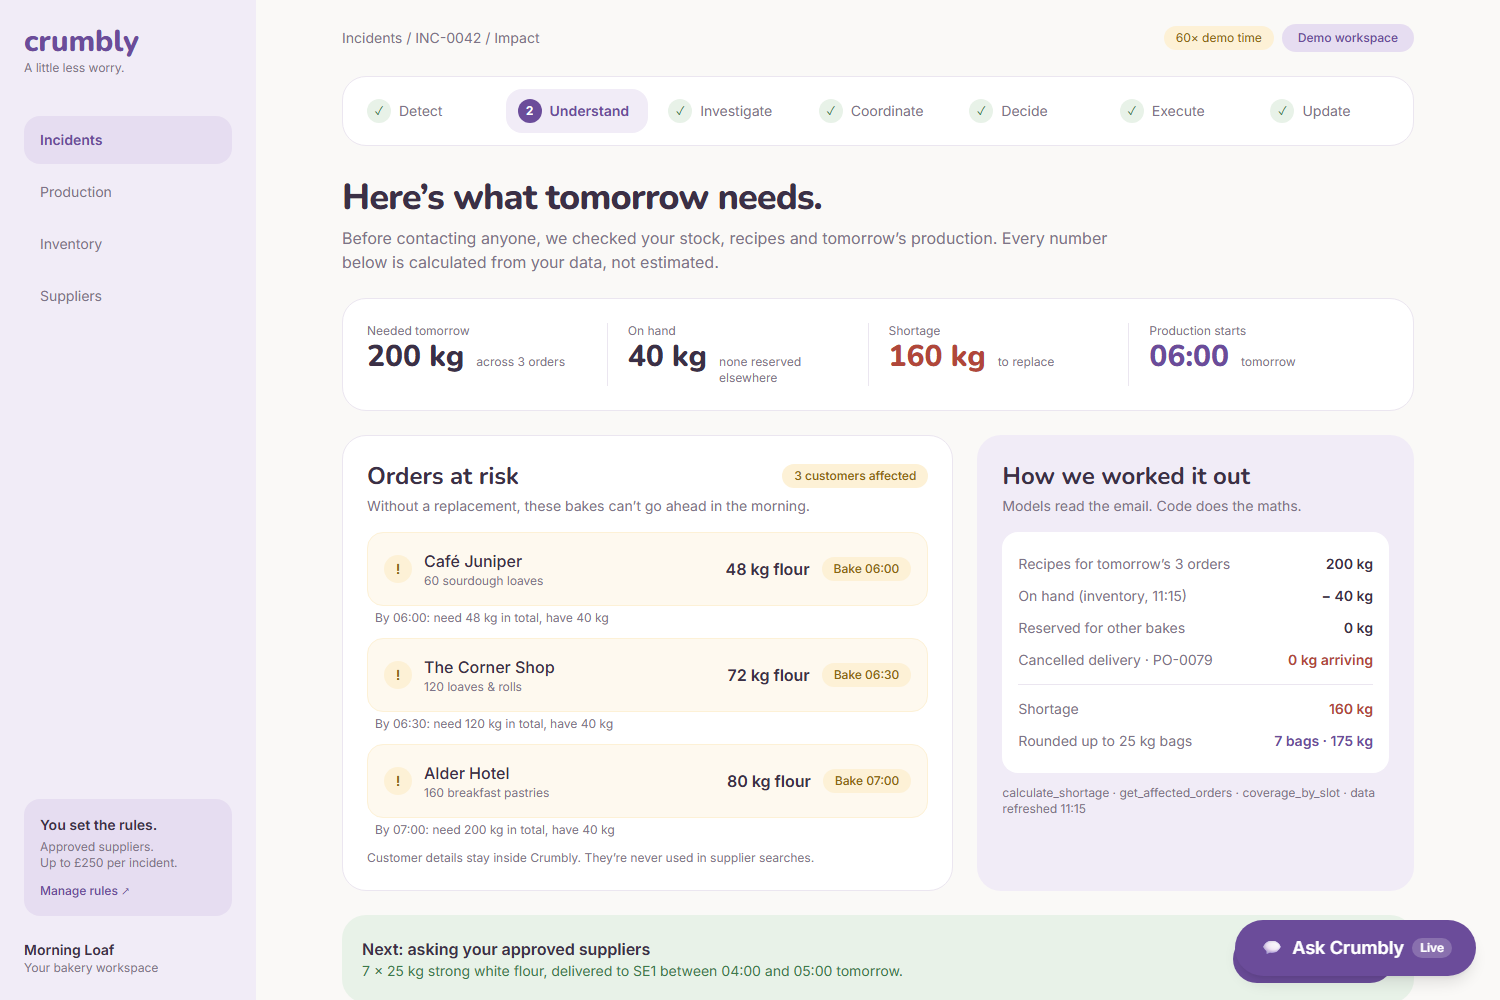 crumbly
A little less worry.
Incidents
Production
Inventory
Suppliers
You set the rules.
Approved suppliers.
Up to £250 per incident.
Manage rules ↗
Morning Loaf
Your bakery workspace
Incidents / INC-0042 / Impact
60× demo time
Demo workspace
✓ Detect
2 Understand
✓ Investigate
✓ Coordinate
✓ Decide
✓ Execute
✓ Update
Here’s what tomorrow needs.
Before contacting anyone, we checked your stock, recipes and tomorrow’s production. Every number
below is calculated from your data, not estimated.
Needed tomorrow
200 kg across 3 orders
On hand
40 kg none reserved
elsewhere
Shortage
160 kg to replace
Production starts
06:00 tomorrow
Orders at risk
3 customers affected
Without a replacement, these bakes can’t go ahead in the morning.
! Café Juniper
60 sourdough loaves
48 kg flour
Bake 06:00
By 06:00: need 48 kg in total, have 40 kg
! The Corner Shop
120 loaves & rolls
72 kg flour
Bake 06:30
By 06:30: need 120 kg in total, have 40 kg
! Alder Hotel
160 breakfast pastries
80 kg flour
Bake 07:00
By 07:00: need 200 kg in total, have 40 kg
Customer details stay inside Crumbly. They’re never used in supplier searches.
How we worked it out
Models read the email. Code does the maths.
Recipes for tomorrow’s 3 orders 200 kg
On hand (inventory, 11:15) − 40 kg
Reserved for other bakes 0 kg
Cancelled delivery · PO-0079 0 kg arriving
Shortage 160 kg
Rounded up to 25 kg bags 7 bags · 175 kg
calculate_shortage · get_affected_orders · coverage_by_slot · data
refreshed 11:15
Next: asking your approved suppliers
7 × 25 kg strong white flour, delivered to SE1 between 04:00 and 05:00 tomorrow.
Ask Crumbly Live